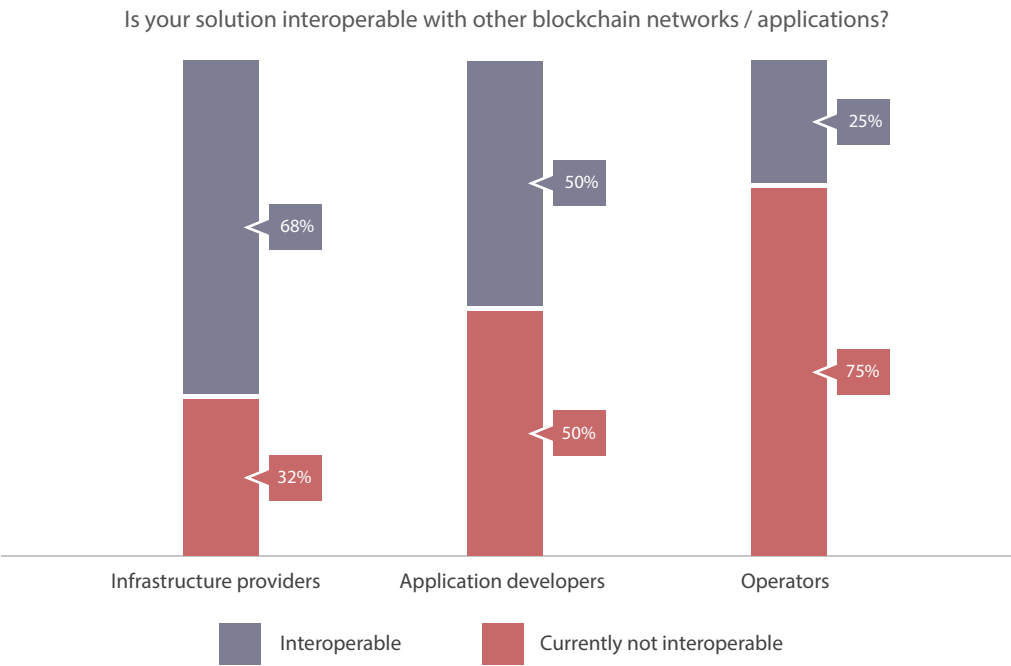 Is your solution interoperable with other blockchain networks / applications?
25%
50%
68%
75%
50%
32%
Infrastructure providers
Application developers
Operators
Interoperable
Currently not interoperable